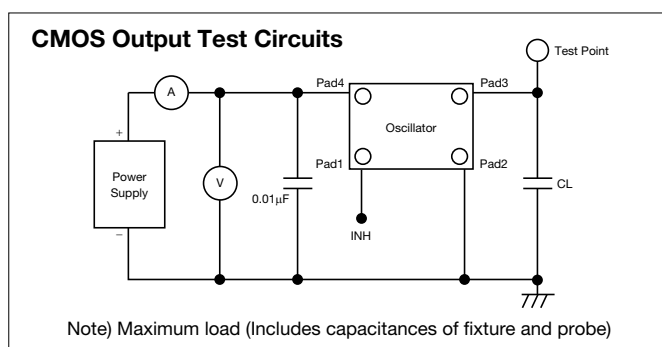 CMOS Output Test Circuits
Test Point
A
Pad4
Pad3
Oscillator
+
Pad1
Pad2
Power
Supply
V
0.01µF
CL
INH
−
Note) Maximum load (Includes capacitances of fixture and probe)